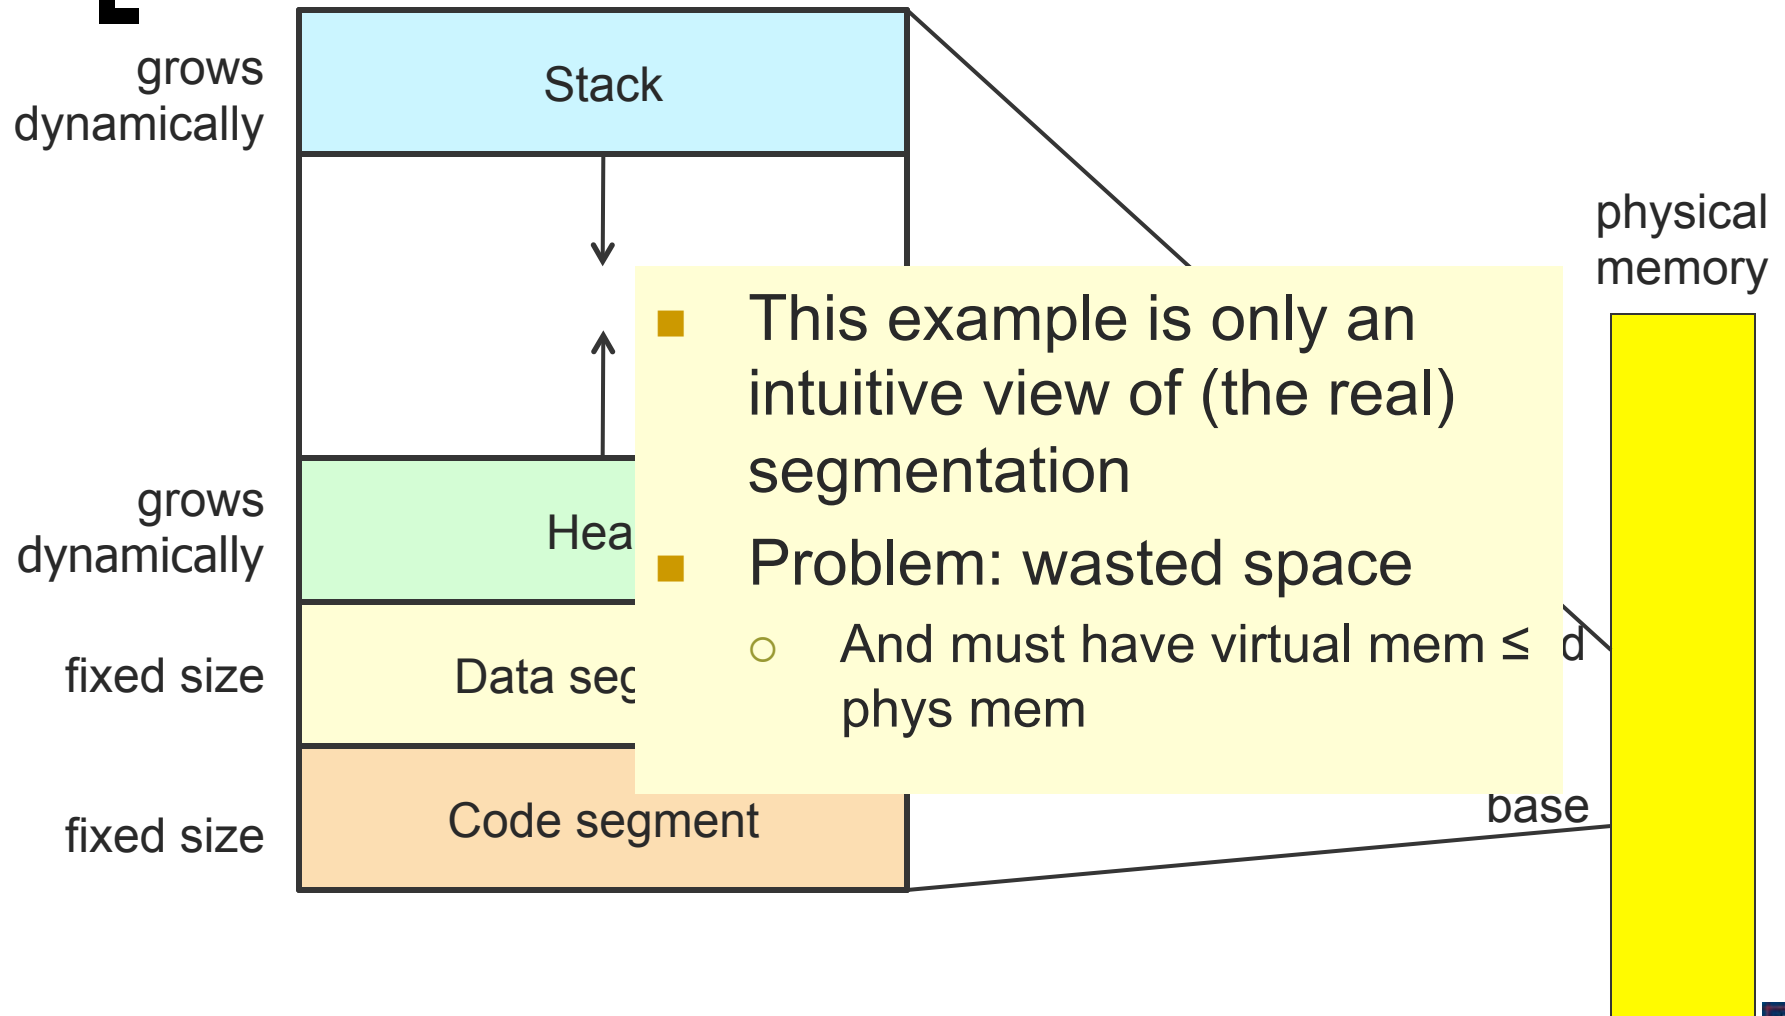 grows
dynamically
Stack
physical
memory
This example is only an
intuitive view of (the real)
segmentation
Problem: wasted space
And must have virtual mem ≤
phys mem
grows
dynamically
Hea
fixed size
Data seg
d
base
fixed size
Code segment